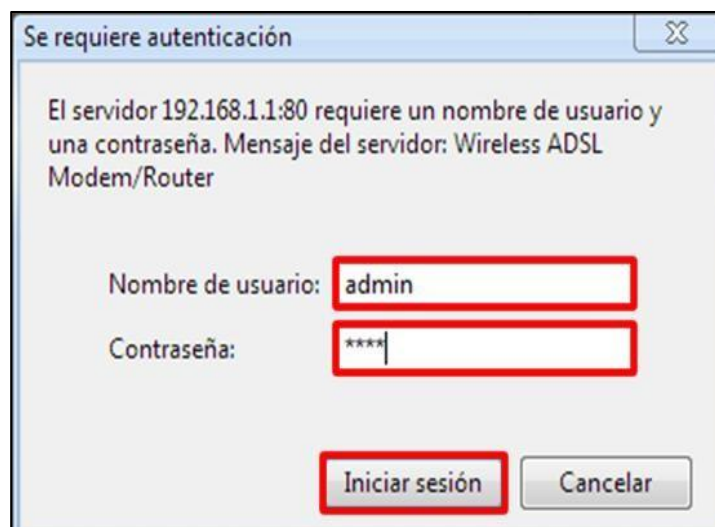 Se requiere autenticación
El servidor 192.168.1.1:80 requiere un nombre de usuario y
una contraseña. Mensaje del servidor: Wireless ADSL
Modem/Router
Nombre de usuario: admin
Contraseña: ****
Iniciar sesión Cancelar